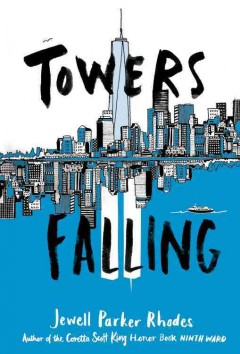 TOWERS
FALLING
Jewell Parker Rhodes
Author of the Coretta Scott King Honor Book NINTH WARD